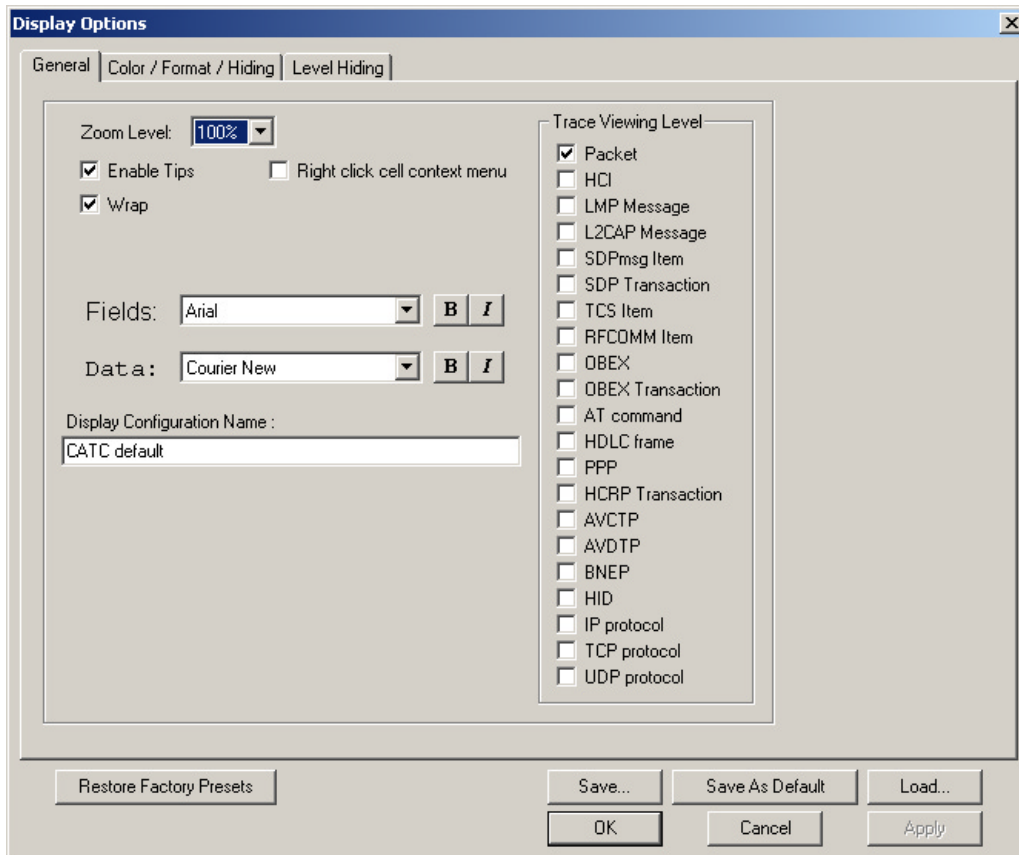 Display Options
General
Color / Format / Hiding
Level Hiding
Zoom Level: 100%
Enable Tips
Right click cell context menu
Wrap
Fields: Arial B I
Data: Courier New B I
Display Configuration Name :
CATC default
Trace Viewing Level
Packet
HCI
LMP Message
L2CAP Message
SDPmsg Item
SDP Transaction
TCS Item
RFCOMM Item
OBEX
OBEX Transaction
AT command
HDLC frame
PPP
HCRP Transaction
AVCTP
AVDTP
BNEP
HID
IP protocol
TCP protocol
UDP protocol
Restore Factory Presets
Save...
Save As Default
Load...
OK
Cancel
Apply